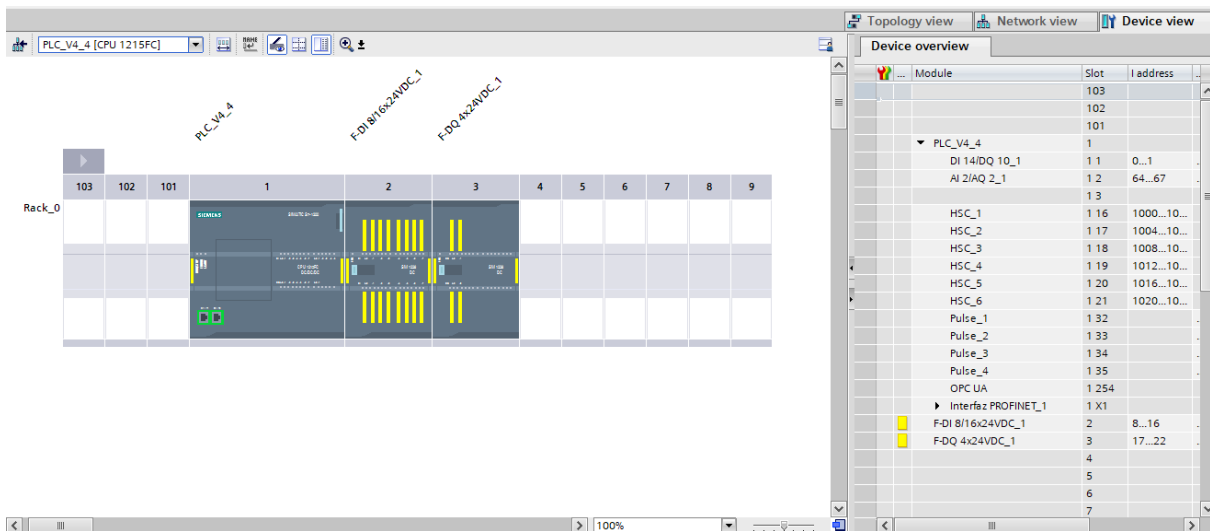 Topology view Network view Device view
PLC_V4_4 [CPU 1215FC]
Device overview
... Module Slot I address ...
103
102
101
PLC_V4_4 1
DI 14/DQ 10_1 1 1 0...1
AI 2/AQ 2_1 1 2 64...67
1 3
HSC_1 1 16 1000...10...
HSC_2 1 17 1004...10...
HSC_3 1 18 1008...10...
HSC_4 1 19 1012...10...
HSC_5 1 20 1016...10...
HSC_6 1 21 1020...10...
Pulse_1 1 32
Pulse_2 1 33
Pulse_3 1 34
Pulse_4 1 35
OPC UA 1 254
Interfaz PROFINET_1 1 X1
F-DI 8/16x24VDC_1 2 8...16
F-DQ 4x24VDC_1 3 17...22
4
5
6
7
PLC_V4_4
F-DI 8/16x24VDC_1
F-DQ 4x24VDC_1
103 102 101 1 2 3 4 5 6 7 8 9
Rack_0
SIEMENS
100%